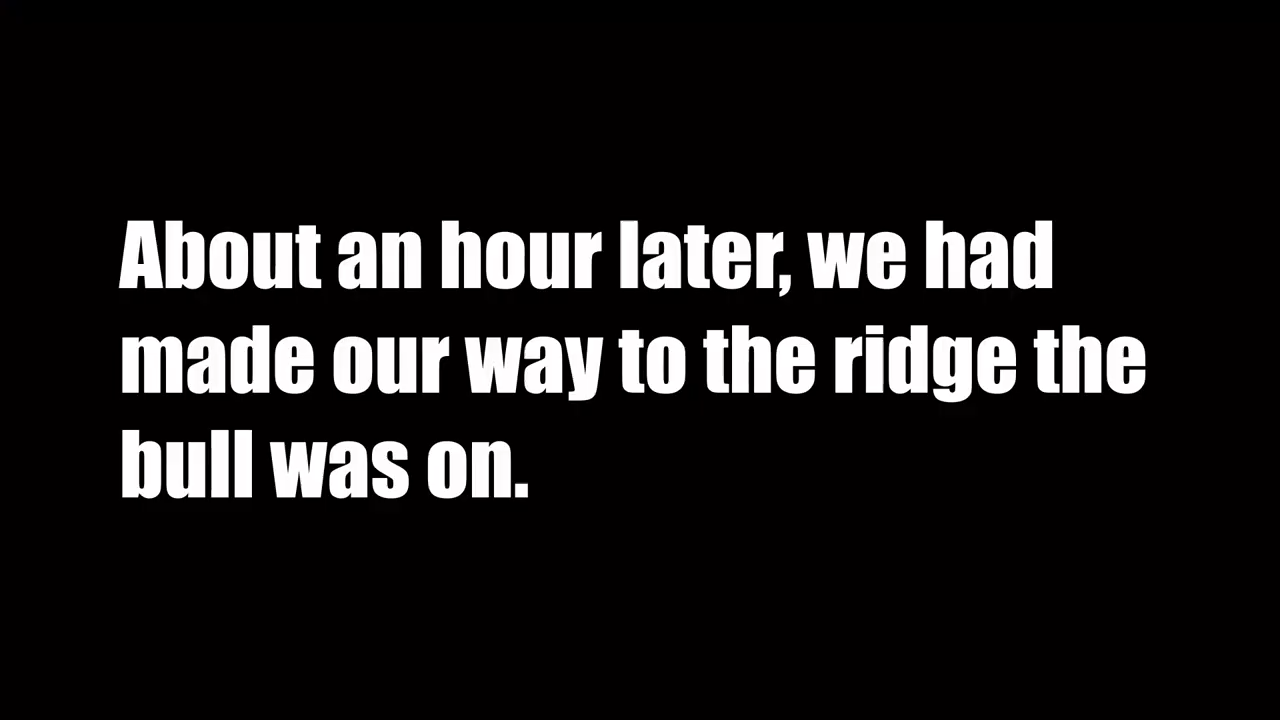 About an hour later, we had
made our way to the ridge the
bull was on.